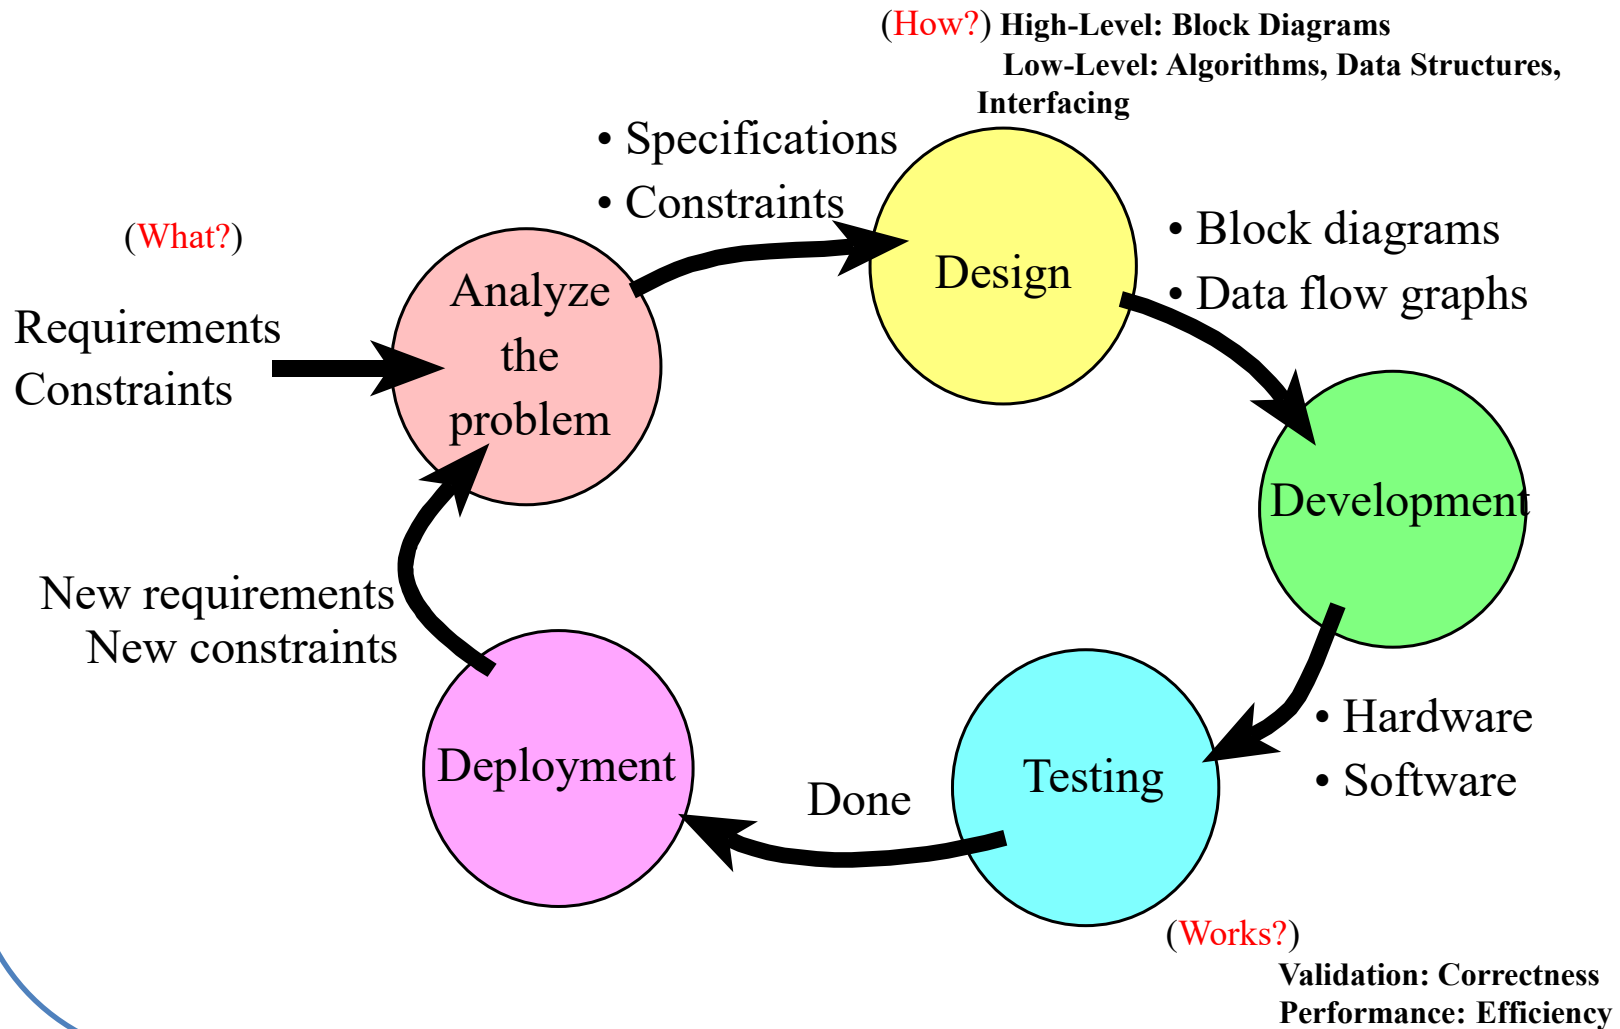 (How?) High-Level: Block Diagrams
Low-Level: Algorithms, Data Structures,
Interfacing
• Specifications
• Constraints
(What?)
Requirements
Constraints
Analyze
the
problem
Design
• Block diagrams
• Data flow graphs
Development
New requirements
New constraints
• Hardware
• Software
Deployment
Done
Testing
(Works?)
Validation: Correctness
Performance: Efficiency